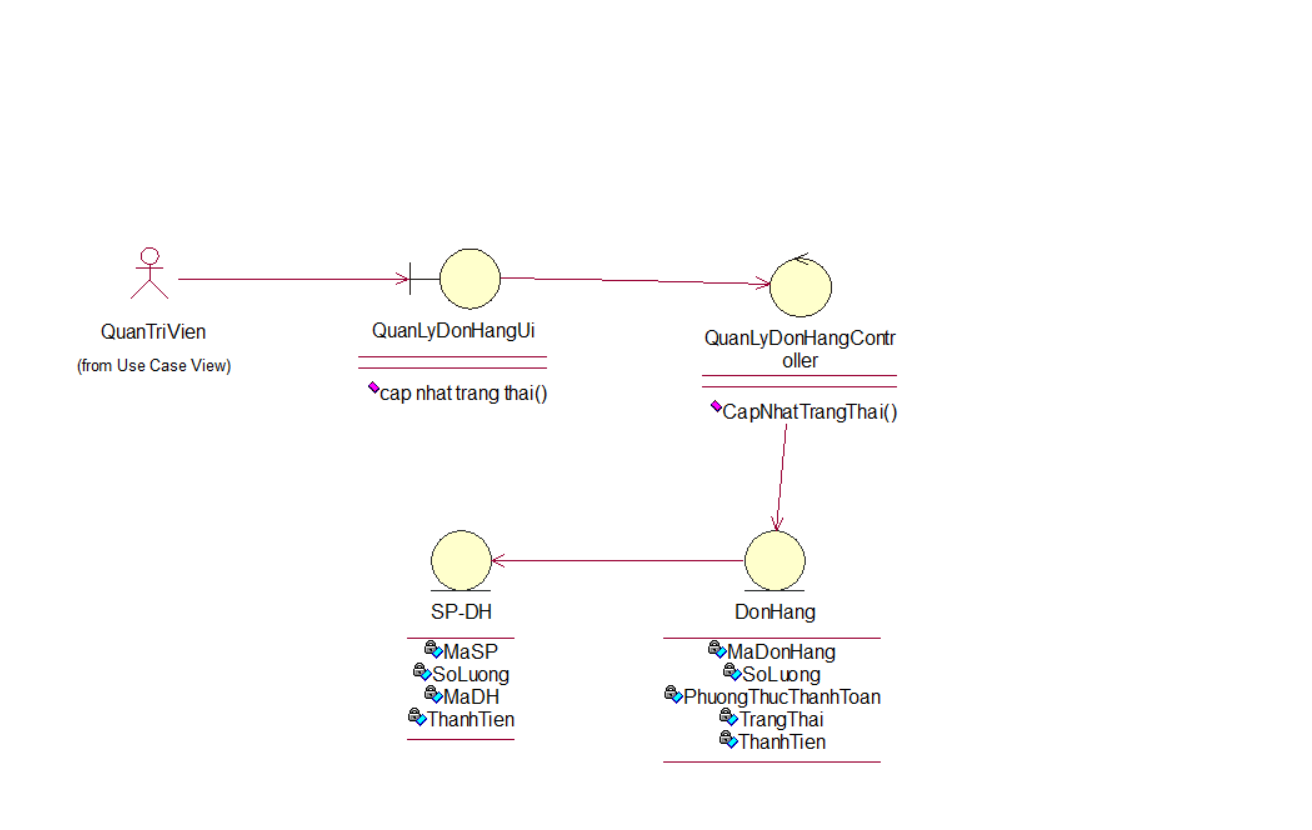 QuanTriVien
(from Use Case View)
QuanLyDonHangUi
cap nhat trang thai()
QuanLyDonHangContr
oller
CapNhatTrangThai()
SP-DH
MaSP
SoLuong
MaDH
ThanhTien
DonHang
MaDonHang
SoLuong
PhuongThucThanhToan
TrangThai
ThanhTien